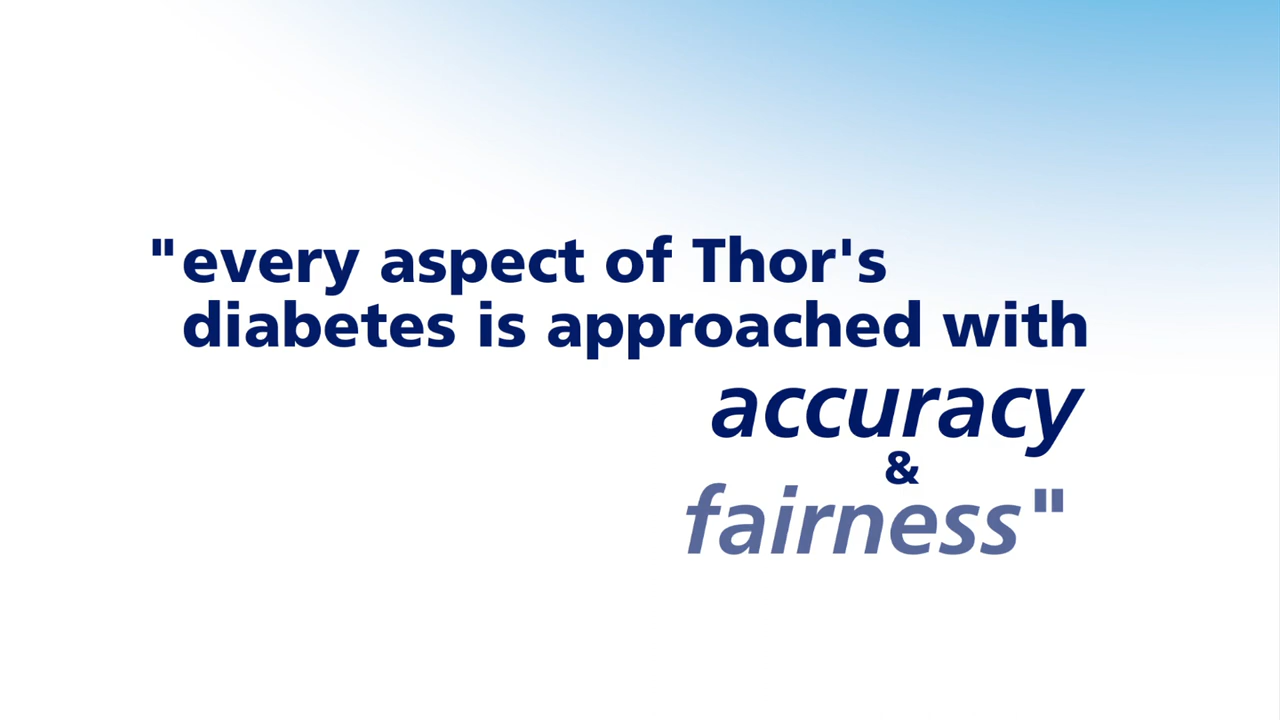 "every aspect of Thor's
diabetes is approached with
accuracy
&
fairness"